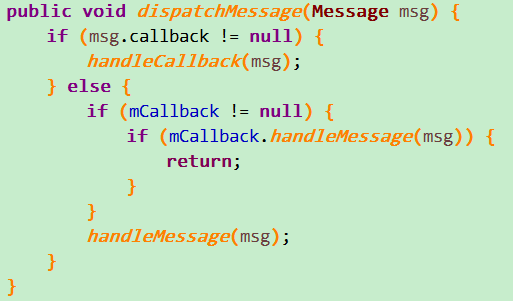 public void dispatchMessage(Message msg) {
    if (msg.callback != null) {
        handleCallback(msg);
    } else {
        if (mCallback != null) {
            if (mCallback.handleMessage(msg)) {
                return;
            }
        }
        handleMessage(msg);
    }
}